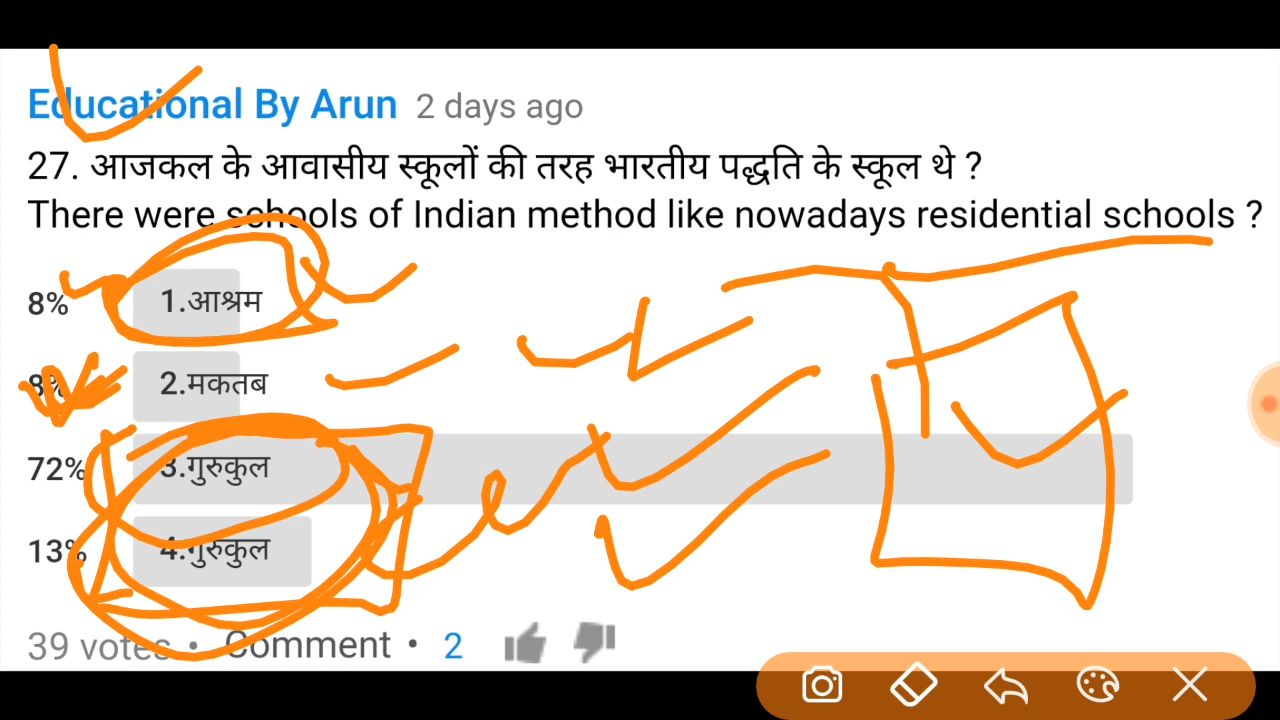 Educational By Arun 2 days ago
27. आजकल के आवासीय स्कूलों की तरह भारतीय पद्धति के स्कूल थे ?
There were schools of Indian method like nowadays residential schools ?
8% 1.आश्रम
8% 2.मकतब
72% 3.गुरुकुल
13% 4.गुरुकुल
39 votes • Comment • 2